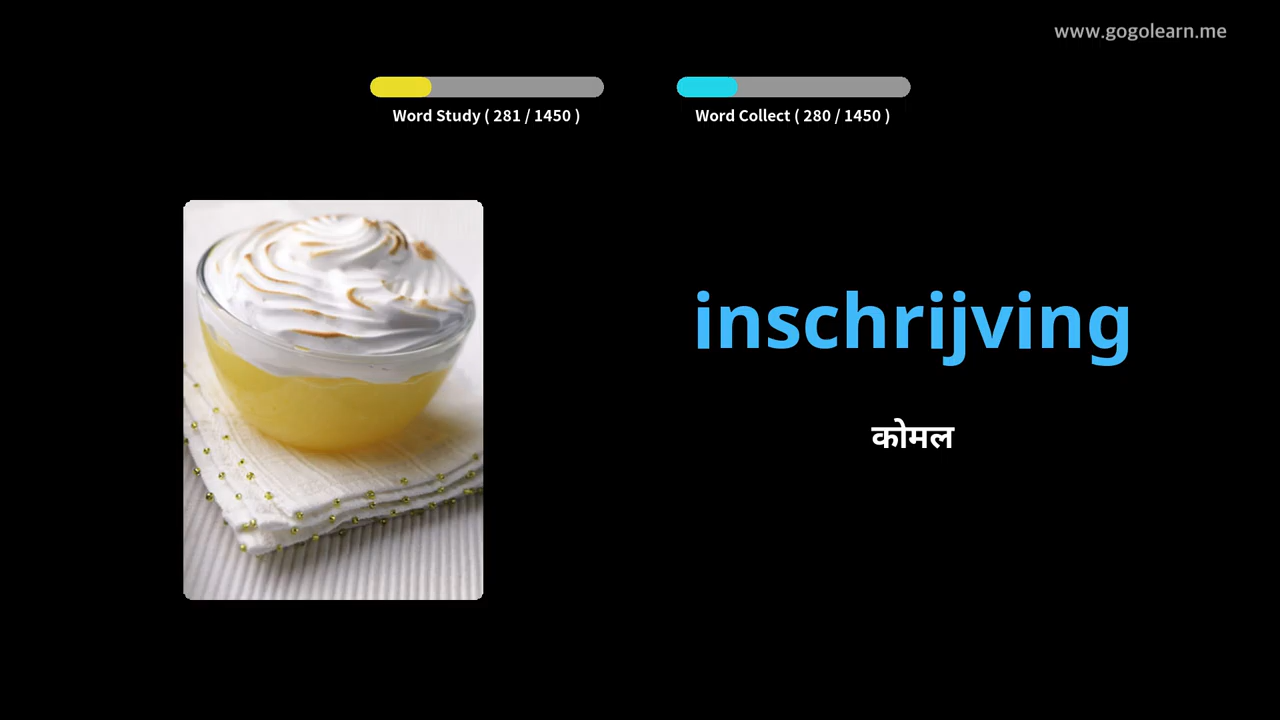 www.gogolearn.me
Word Study ( 281 / 1450 )
Word Collect ( 280 / 1450 )
inschrijving
कोमल